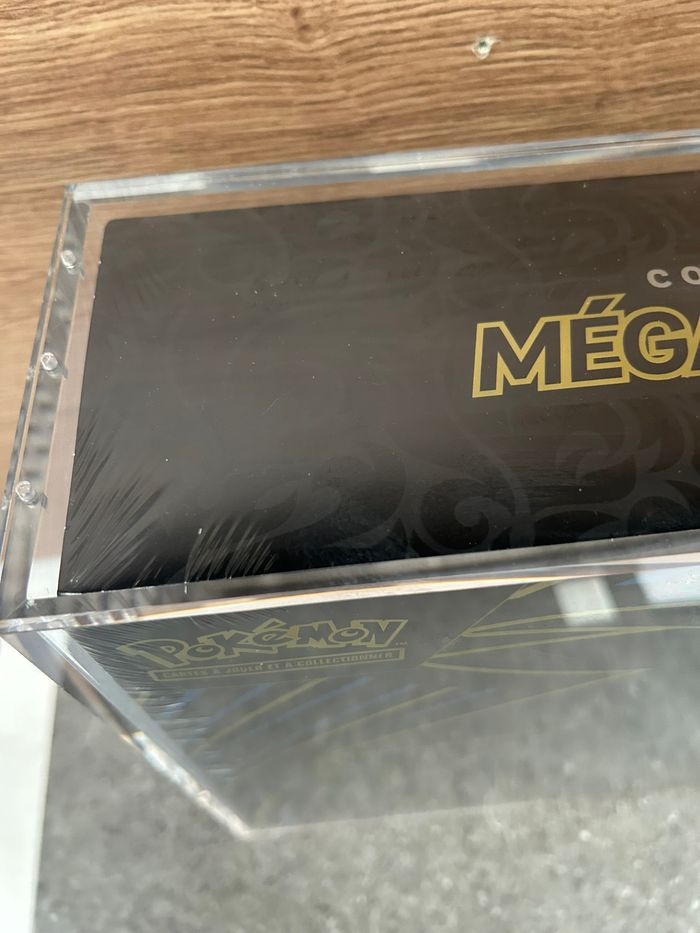 CO
MÉGA
POKÉMON
CARTES À JOUER ET À COLLECTIONNER